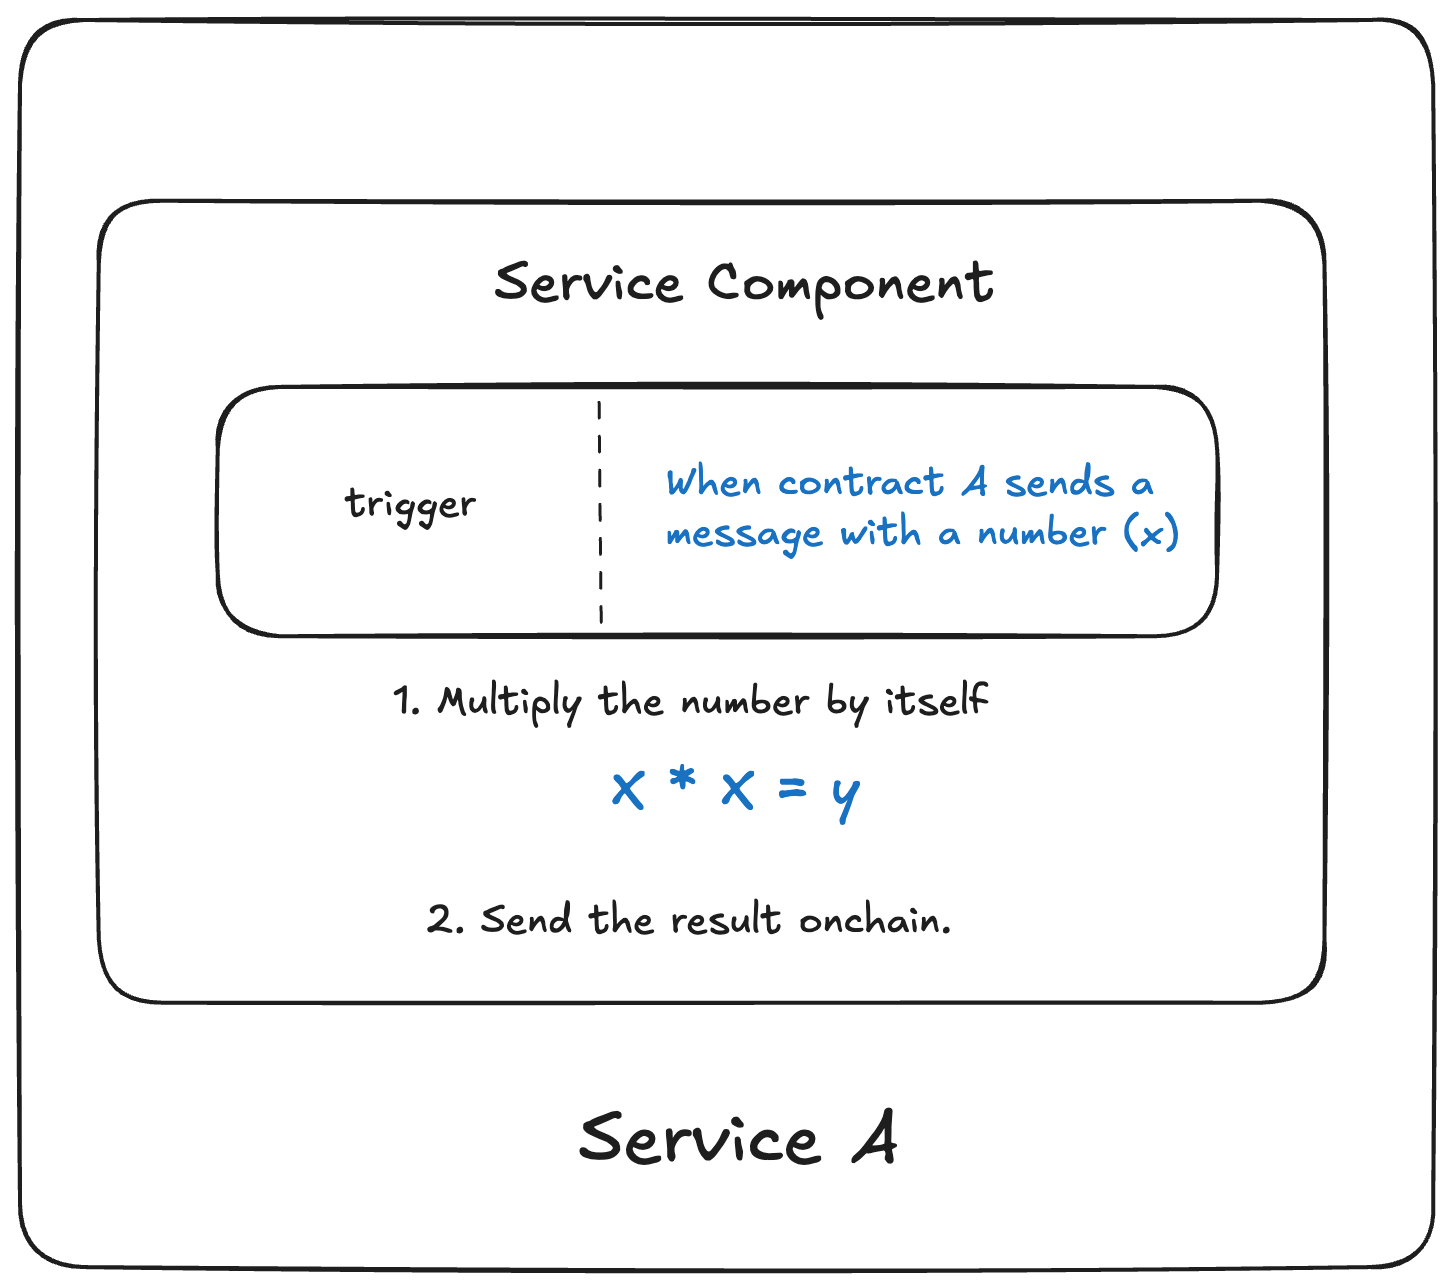 Service Component
trigger
When contract A sends a
message with a number (x)
1. Multiply the number by itself
x * x = y
2. Send the result onchain.
Service A